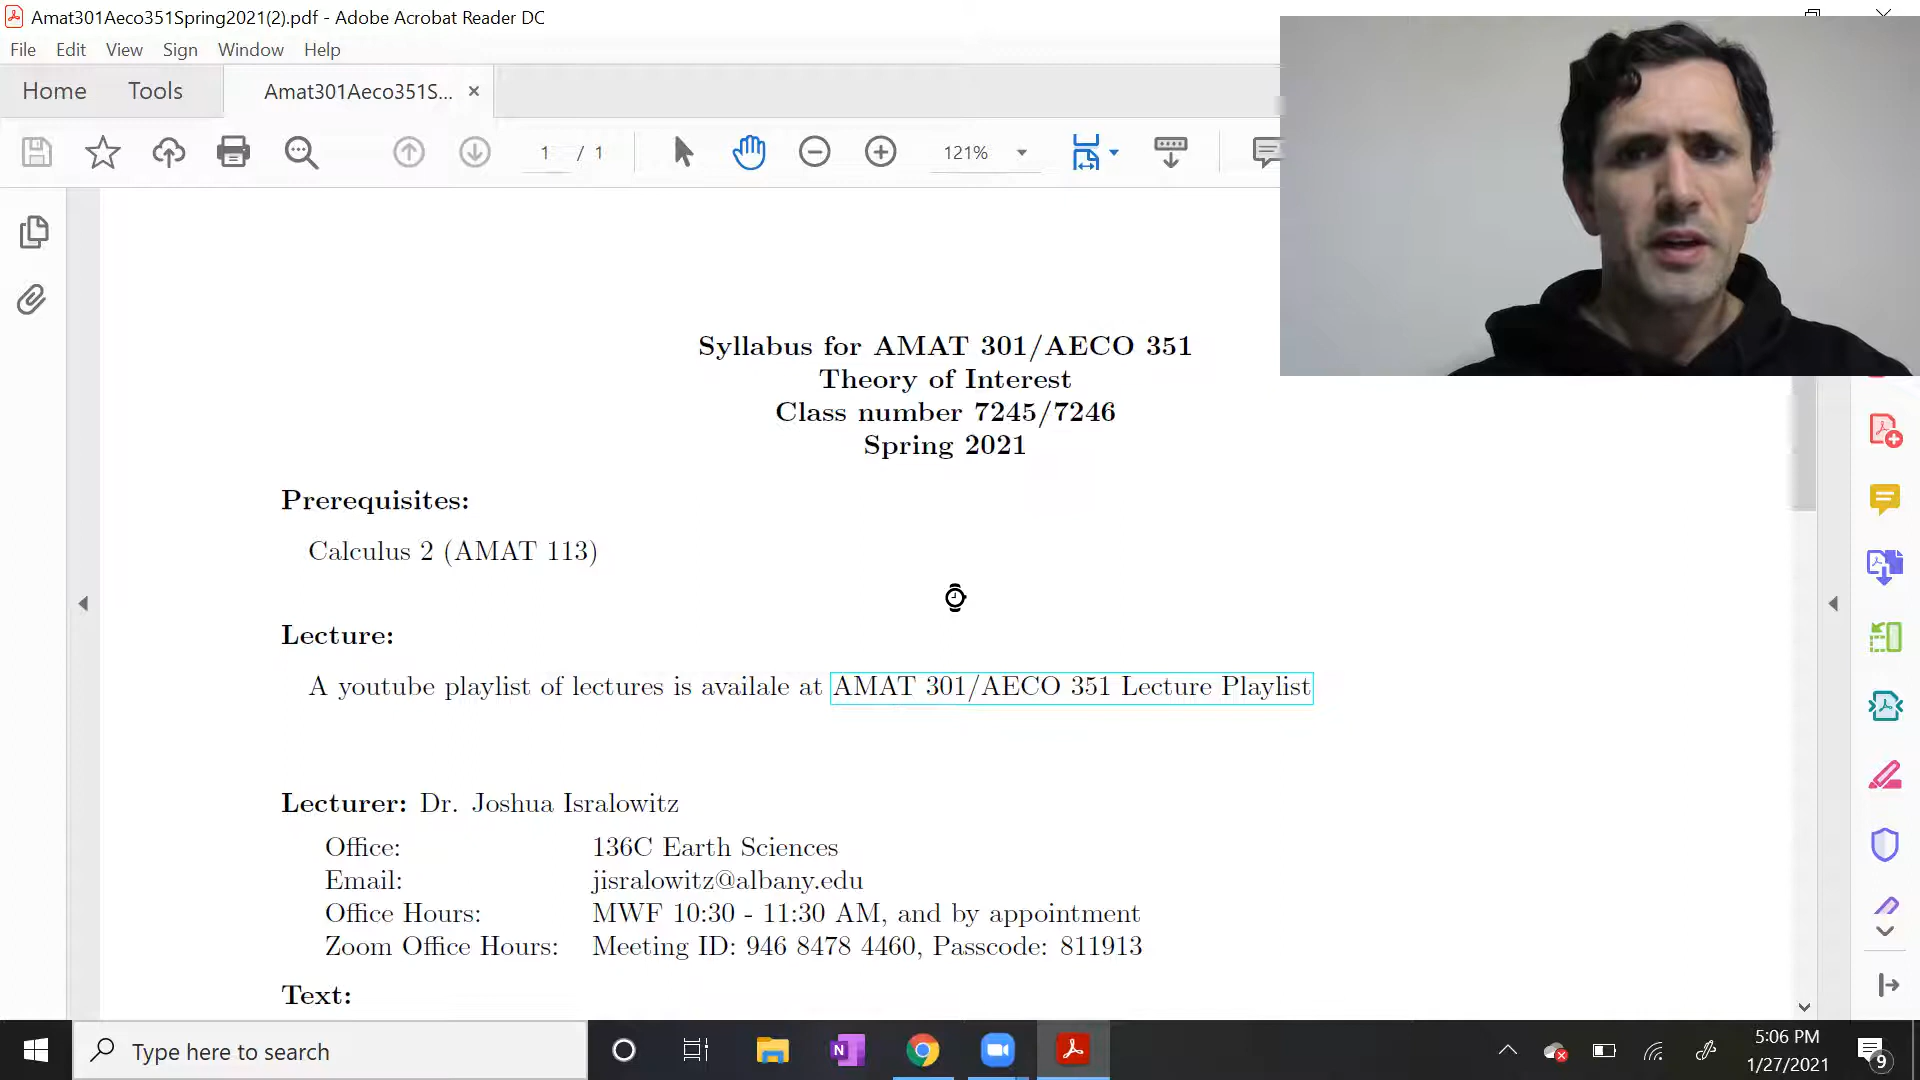 Amat301Aeco351Spring2021(2).pdf - Adobe Acrobat Reader DC
File Edit View Sign Window Help
Home Tools Amat301Aeco351S... ×
1 / 1 121%
Syllabus for AMAT 301/AECO 351
Theory of Interest
Class number 7245/7246
Spring 2021
Prerequisites:
Calculus 2 (AMAT 113)
Lecture:
A youtube playlist of lectures is availale at AMAT 301/AECO 351 Lecture Playlist
Lecturer: Dr. Joshua Isralowitz
Office: 136C Earth Sciences
Email: jisralowitz@albany.edu
Office Hours: MWF 10:30 - 11:30 AM, and by appointment
Zoom Office Hours: Meeting ID: 946 8478 4460, Passcode: 811913
Text:
Type here to search
N
5:06 PM
1/27/2021
9